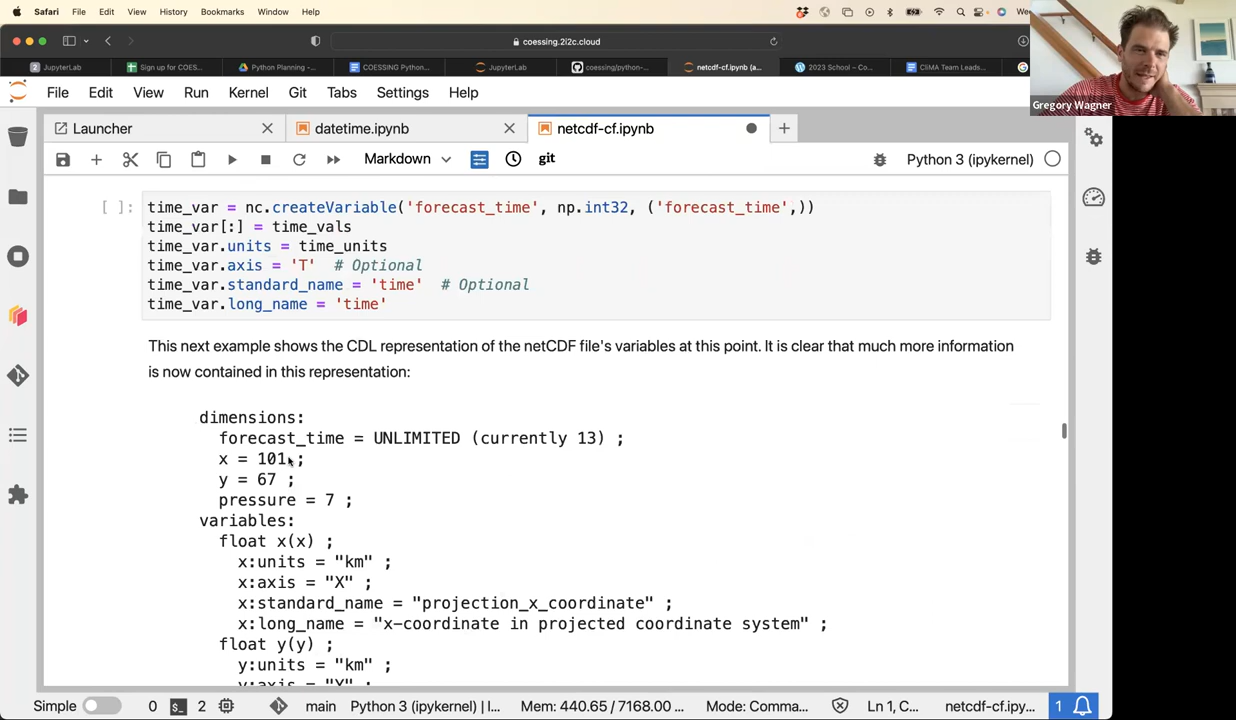 Safari File Edit View History Bookmarks Window Help
coessing.2i2c.cloud
JupyterLab Sign up for COES... Python Planning -... COESSING Python... JupyterLab coessing/python-... netcdf-cf.ipynb (a... 2023 School – Co... CliMA Team Leads...
Gregory Wagner
File Edit View Run Kernel Git Tabs Settings Help
Launcher datetime.ipynb netcdf-cf.ipynb
Markdown git Python 3 (ipykernel)
[ ]: time_var = nc.createVariable('forecast_time', np.int32, ('forecast_time',))
time_var[:] = time_vals
time_var.units = time_units
time_var.axis = 'T' # Optional
time_var.standard_name = 'time' # Optional
time_var.long_name = 'time'
This next example shows the CDL representation of the netCDF file's variables at this point. It is clear that much more information
is now contained in this representation:
dimensions:
forecast_time = UNLIMITED (currently 13) ;
x = 101 ;
y = 67 ;
pressure = 7 ;
variables:
float x(x) ;
x:units = "km" ;
x:axis = "X" ;
x:standard_name = "projection_x_coordinate" ;
x:long_name = "x-coordinate in projected coordinate system" ;
float y(y) ;
y:units = "km" ;
y:axis = "Y" ;
Simple 0 2 main Python 3 (ipykernel) | I... Mem: 440.65 / 7168.00 ... Mode: Comma... Ln 1, C... netcdf-cf.ipy... 1